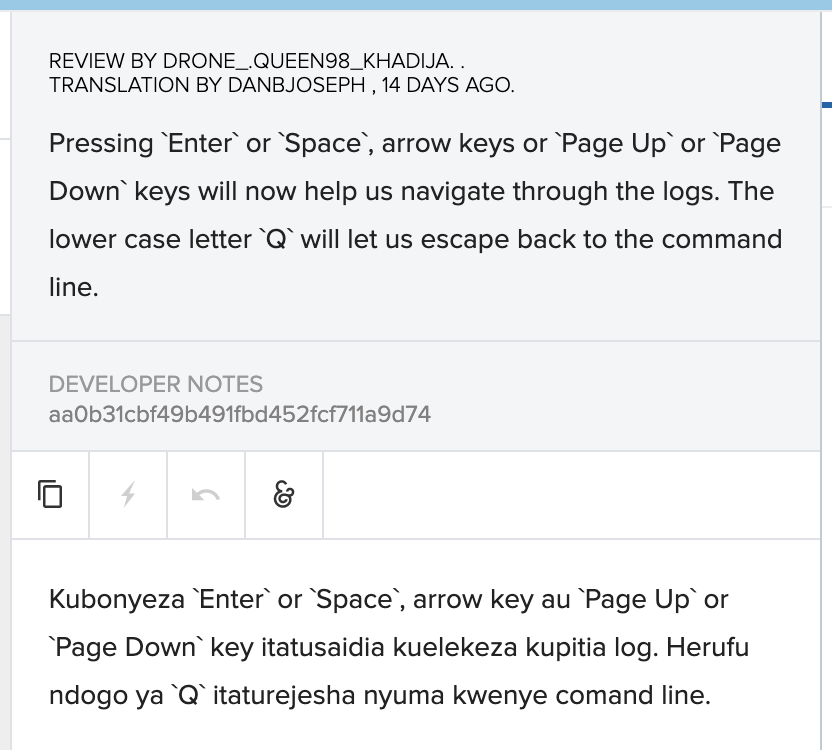 REVIEW BY DRONE_.QUEEN98_KHADIJA. .
TRANSLATION BY DANBJOSEPH , 14 DAYS AGO.
Pressing `Enter` or `Space`, arrow keys or `Page Up` or `Page
Down` keys will now help us navigate through the logs. The
lower case letter `Q` will let us escape back to the command
line.
DEVELOPER NOTES
aa0b31cbf49b491fbd452fcf711a9d74
Kubonyeza `Enter` or `Space`, arrow key au `Page Up` or
`Page Down` key itatusaidia kuelekeza kupitia log. Herufu
ndogo ya `Q` itaturejesha nyuma kwenye comand line.